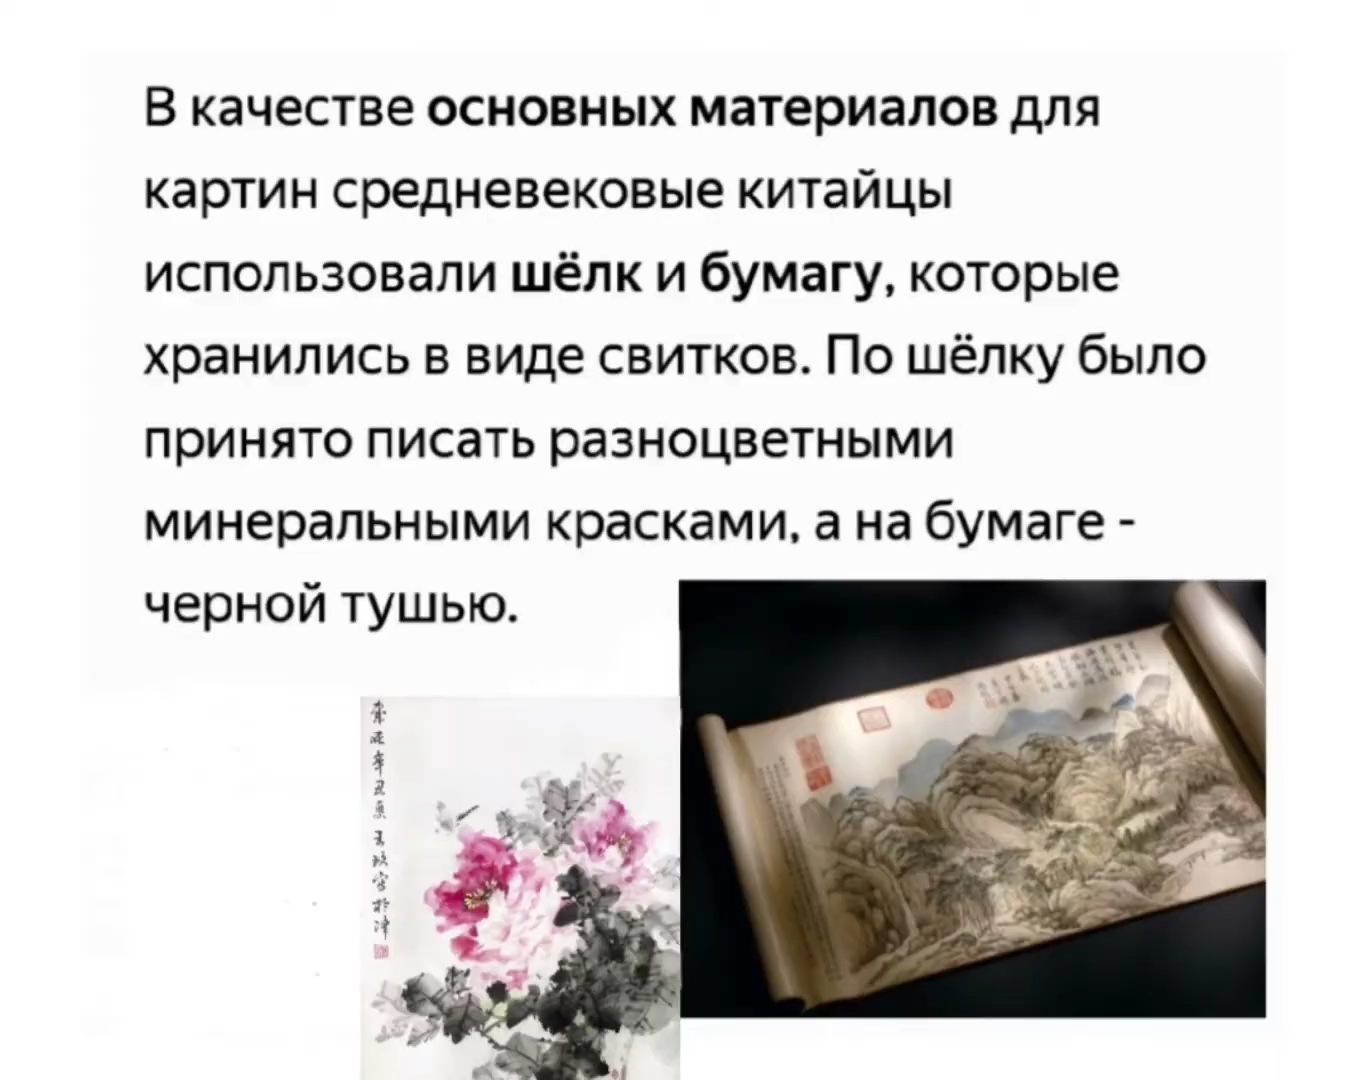 В качестве основных материалов для
картин средневековые китайцы
использовали шёлк и бумагу, которые
хранились в виде свитков. По шёлку было
принято писать разноцветными
минеральными красками, а на бумаге -
черной тушью.